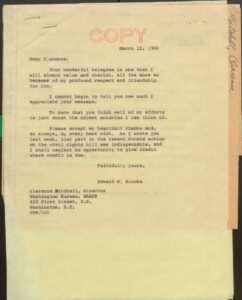 COPY
March 12, 1968
Dear Clarence:
Your wonderful telegram is one that I
will always value and cherish, all the more so
because of my profound respect and friendship
for you.
I cannot begin to tell you how much I
appreciate your message.
To know that you think well of my efforts
is just about the nicest accolade I can think of.
Please accept my heartfelt thanks and,
as always, my every best wish. As I wrote you
last week, your part in the recent Senate action
on the civil rights bill was indispensable, and
I shall neglect no opportunity to give credit
where credit is due.
Faithfully yours,
Edward W. Brooke
Clarence Mitchell, Director
Washington Bureau, NAACP
422 First Street, S.E.
Washington, D.C.
Mitchell, Clarence